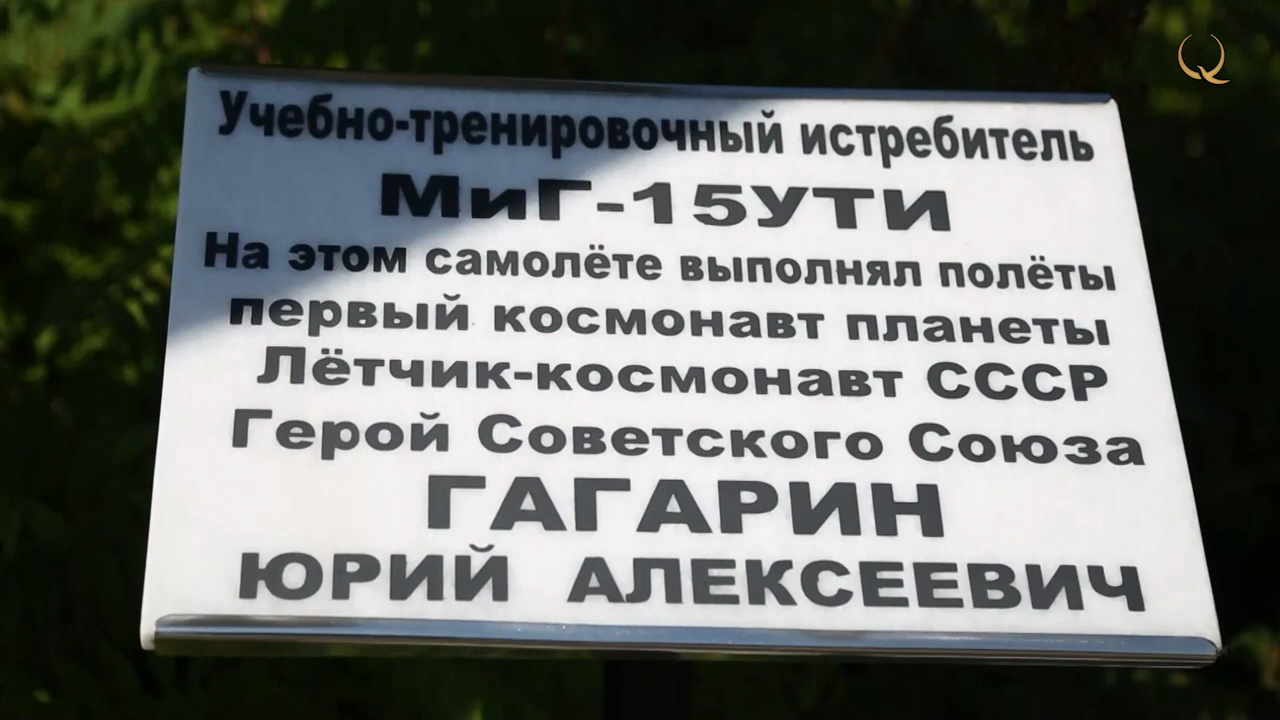 Учебно-тренировочный истребитель
МиГ-15УТИ
На этом самолёте выполнял полёты
первый космонавт планеты
Лётчик-космонавт СССР
Герой Советского Союза
ГАГАРИН
ЮРИЙ АЛЕКСЕЕВИЧ